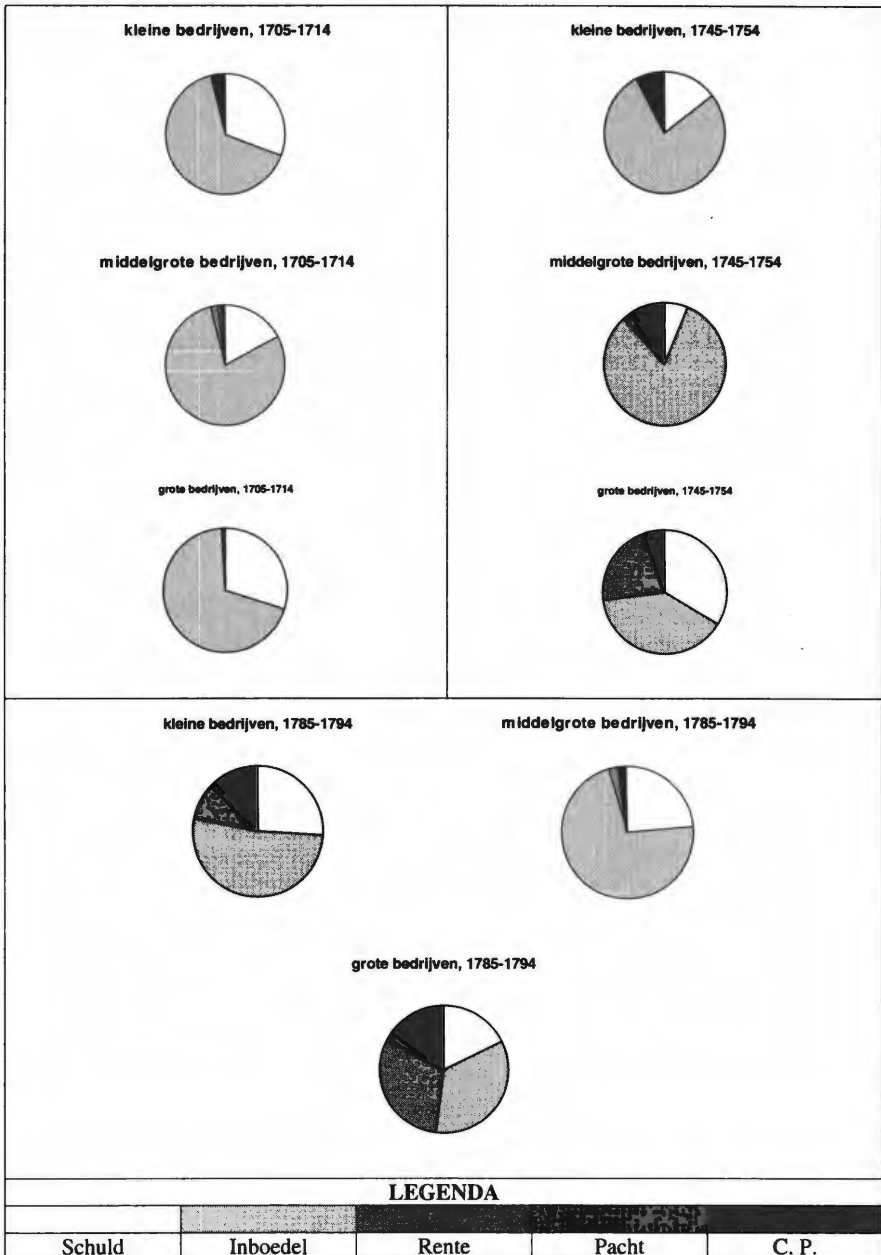 kleine bedrijven, 1705-1714
middelgrote bedrijven, 1705-1714
grote bedrijven, 1705-1714
kleine bedrijven, 1745-1754
middelgrote bedrijven, 1745-1754
grote bedrijven, 1745-1754
kleine bedrijven, 1785-1794
middelgrote bedrijven, 1785-1794
grote bedrijven, 1785-1794
LEGENDA
Schuld Inboedel Rente Pacht C. P.